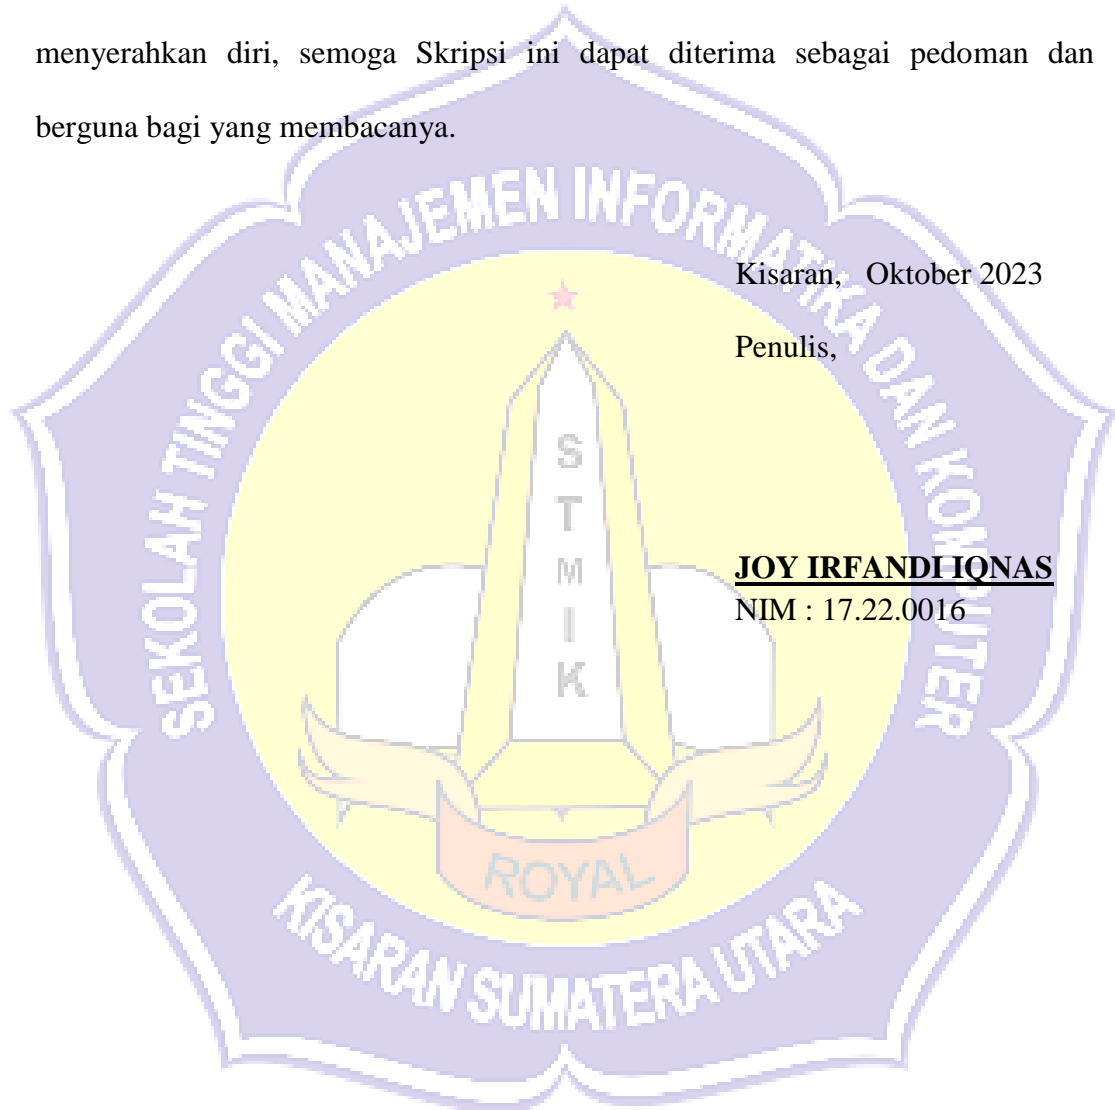 menyerahkan diri, semoga Skripsi ini dapat diterima sebagai pedoman dan
berguna bagi yang membacanya.
SEKOLAH TINGGI MANAJEMEN INFORMATIKA DAN KOMPUTER
Kisaran, Oktober 2023
Penulis,
S
T
M
I
K
JOY IRFANDI IQNAS
NIM : 17.22.0016
ROYAL
KISARAN SUMATERA UTARA